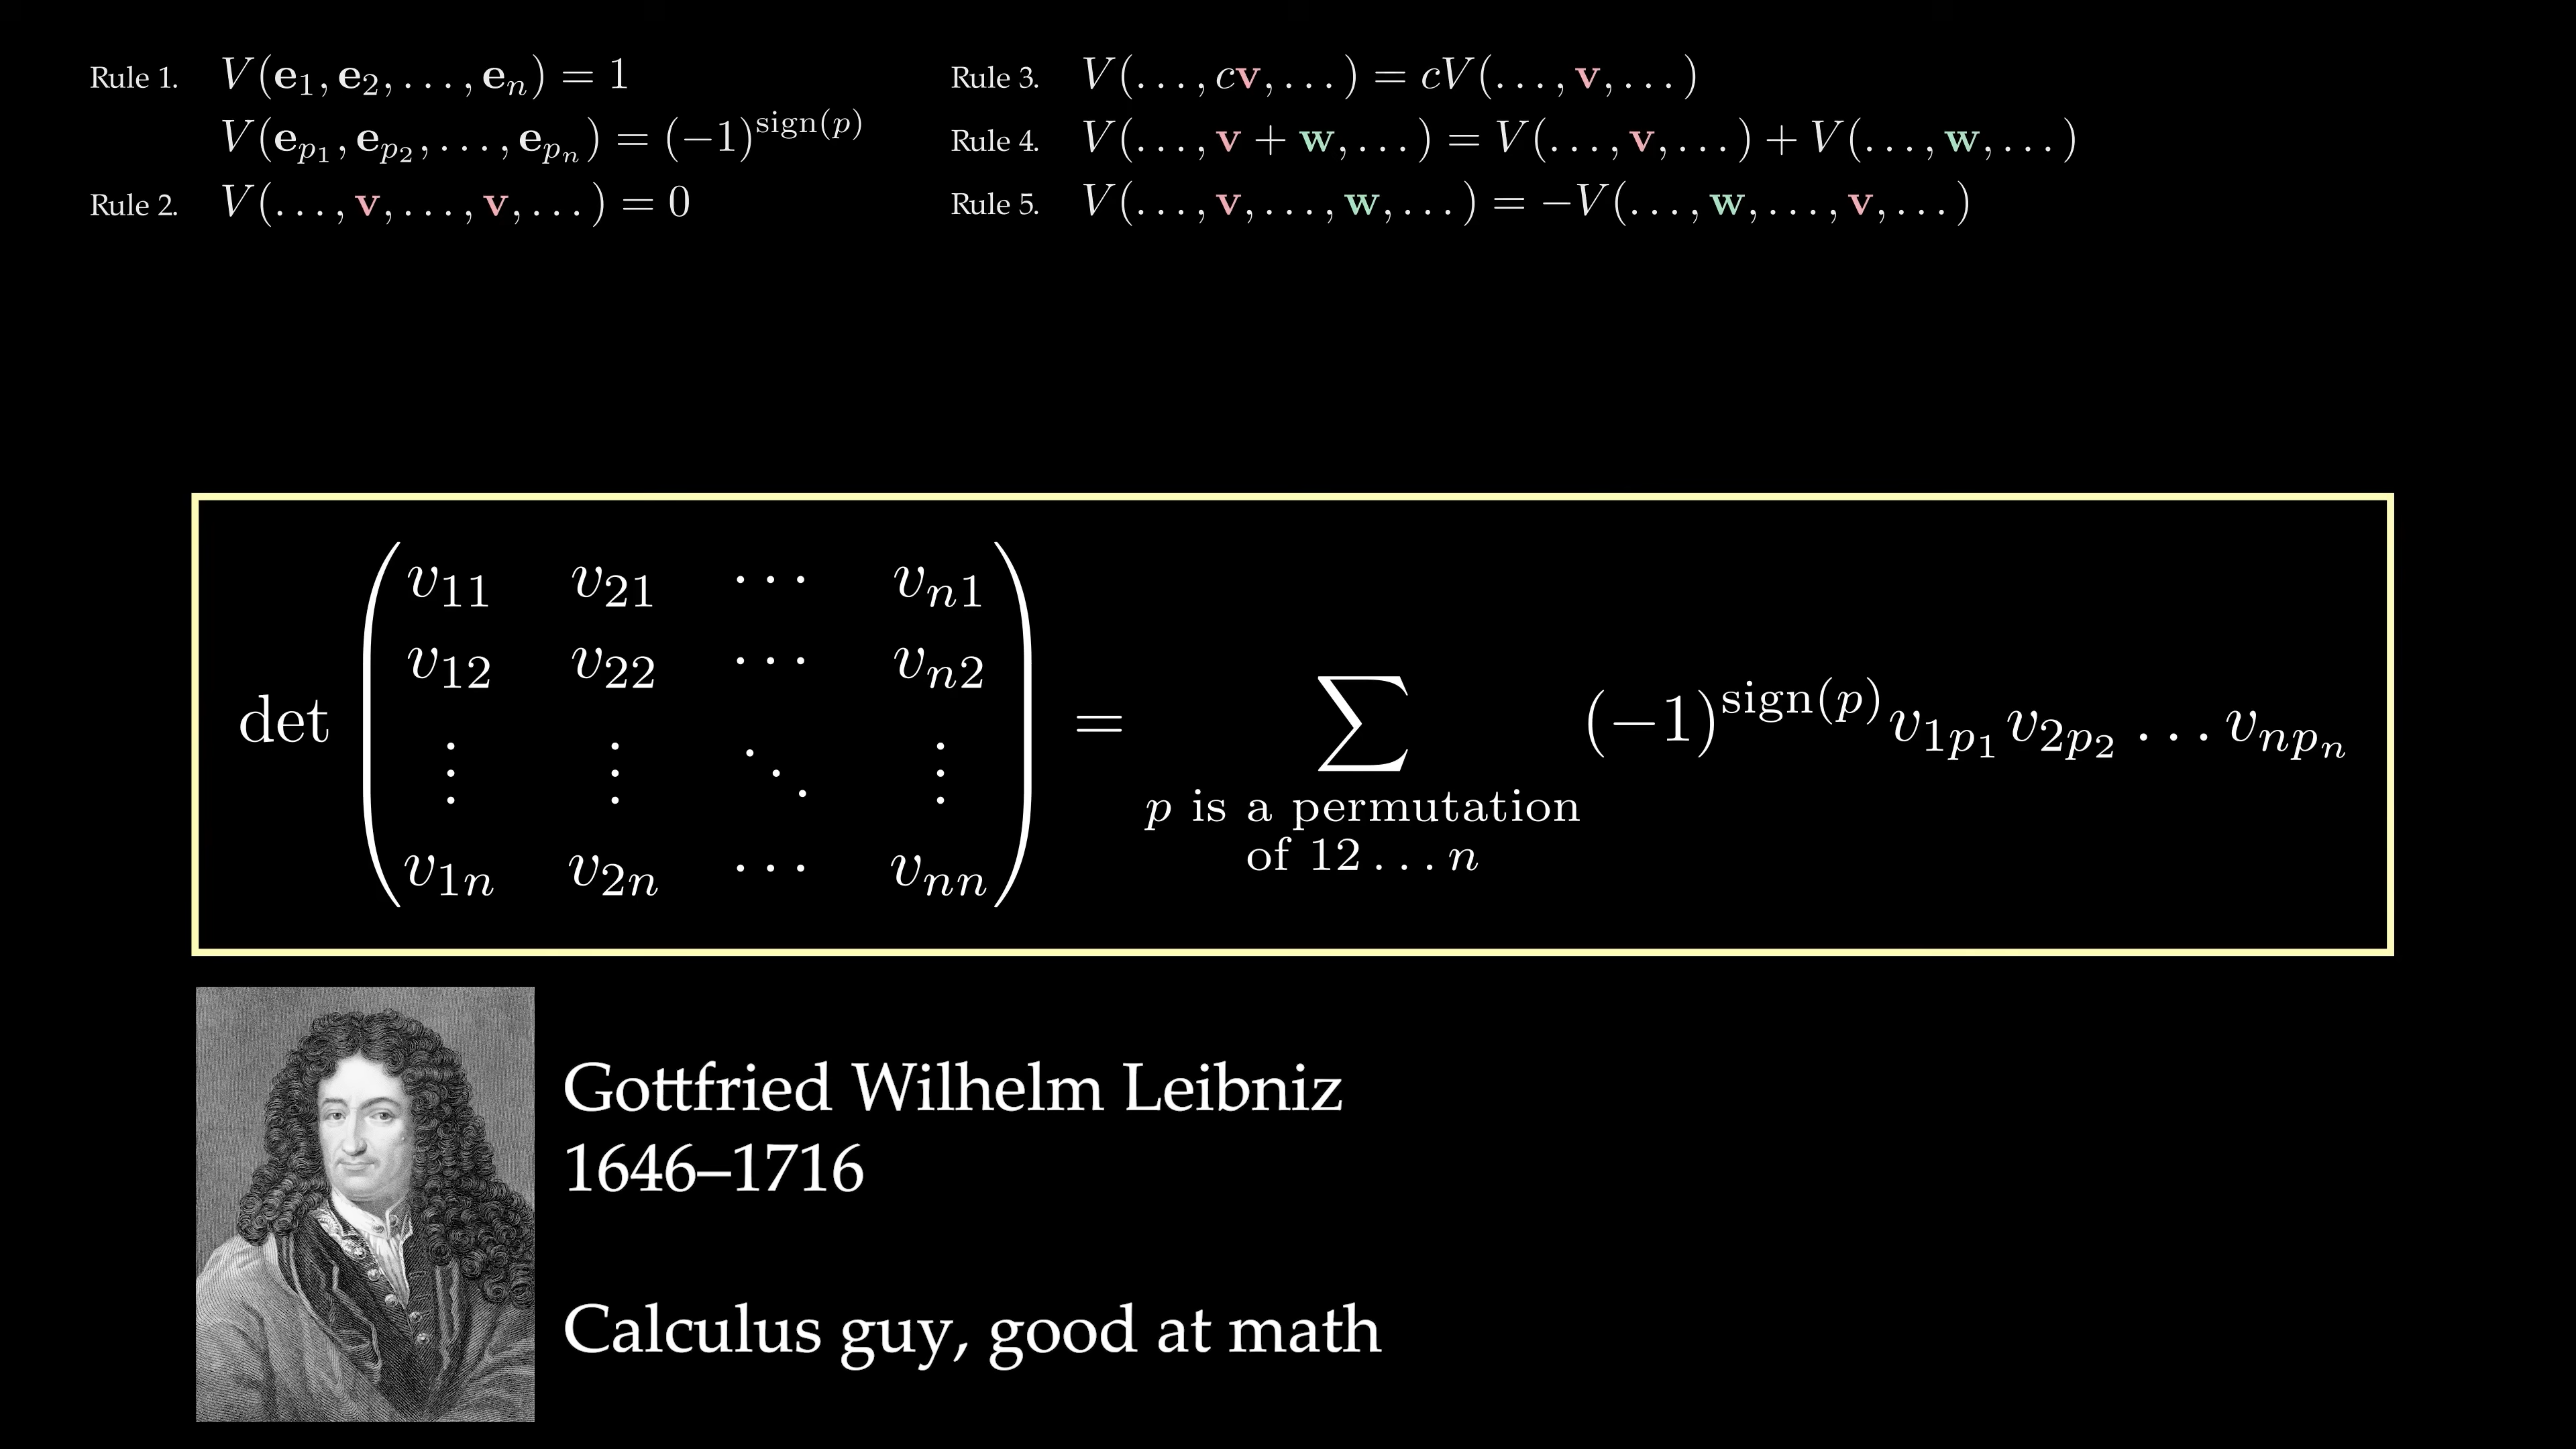 Rule 1. V(e₁, e₂, . . . , eₙ) = 1
V(e_{p₁}, e_{p₂}, . . . , e_{pₙ}) = (−1)^{sign(p)}
Rule 2. V(. . . , v, . . . , v, . . . ) = 0
Rule 3. V(. . . , cv, . . . ) = cV(. . . , v, . . . )
Rule 4. V(. . . , v + w, . . . ) = V(. . . , v, . . . ) + V(. . . , w, . . . )
Rule 5. V(. . . , v, . . . , w, . . . ) = −V(. . . , w, . . . , v, . . . )
v₁₁ v₂₁ ⋯ v_{n1}
v₁₂ v₂₂ ⋯ v_{n2}
det ⋮ ⋮ ⋱ ⋮ = ∑ (−1)^{sign(p)} v_{1p₁} v_{2p₂} . . . v_{npₙ}
p is a permutation
of 12 . . . n
v_{1n} v_{2n} ⋯ v_{nn}
Gottfried Wilhelm Leibniz
1646–1716
Calculus guy, good at math